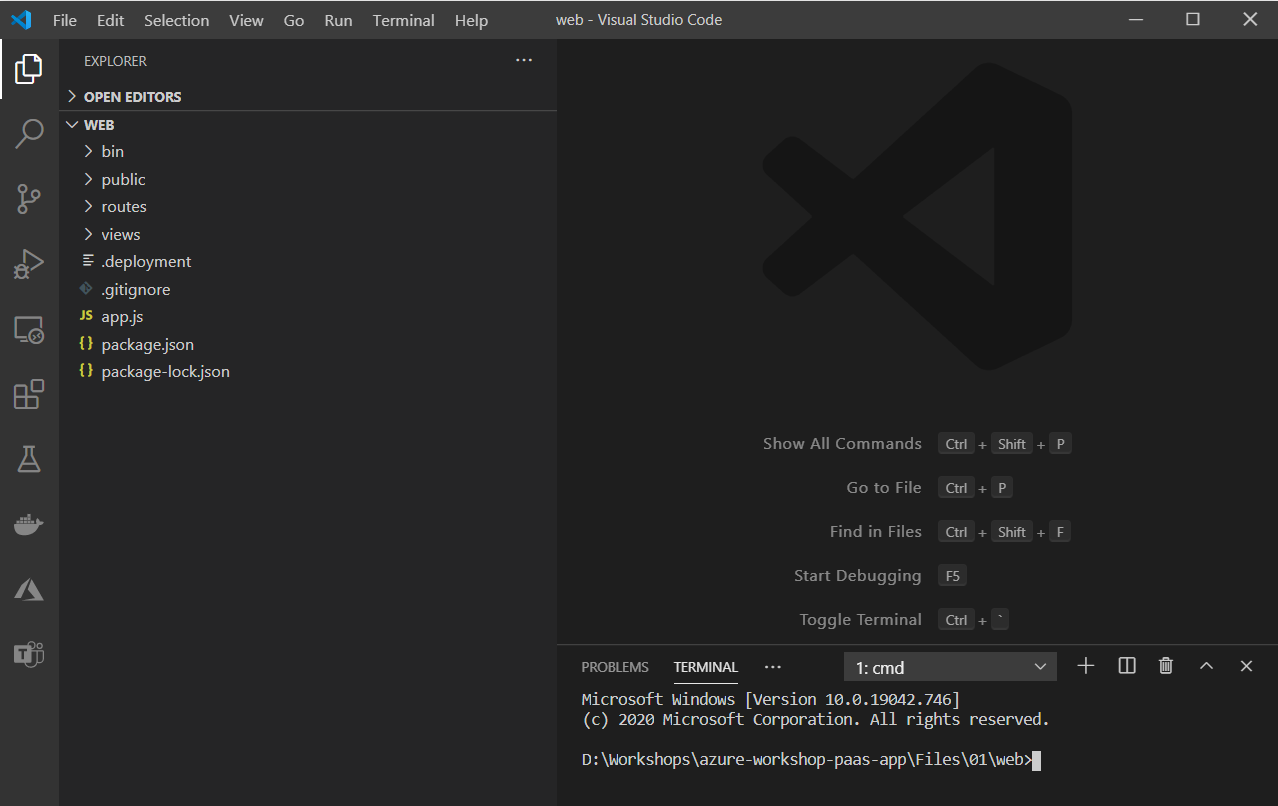 File Edit Selection View Go Run Terminal Help web - Visual Studio Code
EXPLORER
OPEN EDITORS
WEB
bin
public
routes
views
.deployment
.gitignore
JS app.js
{} package.json
{} package-lock.json
T
Show All Commands Ctrl + Shift + P
Go to File Ctrl + P
Find in Files Ctrl + Shift + F
Start Debugging F5
Toggle Terminal Ctrl + `
PROBLEMS TERMINAL ··· 1: cmd
Microsoft Windows [Version 10.0.19042.746]
(c) 2020 Microsoft Corporation. All rights reserved.
D:\Workshops\azure-workshop-paas-app\Files\01\web>